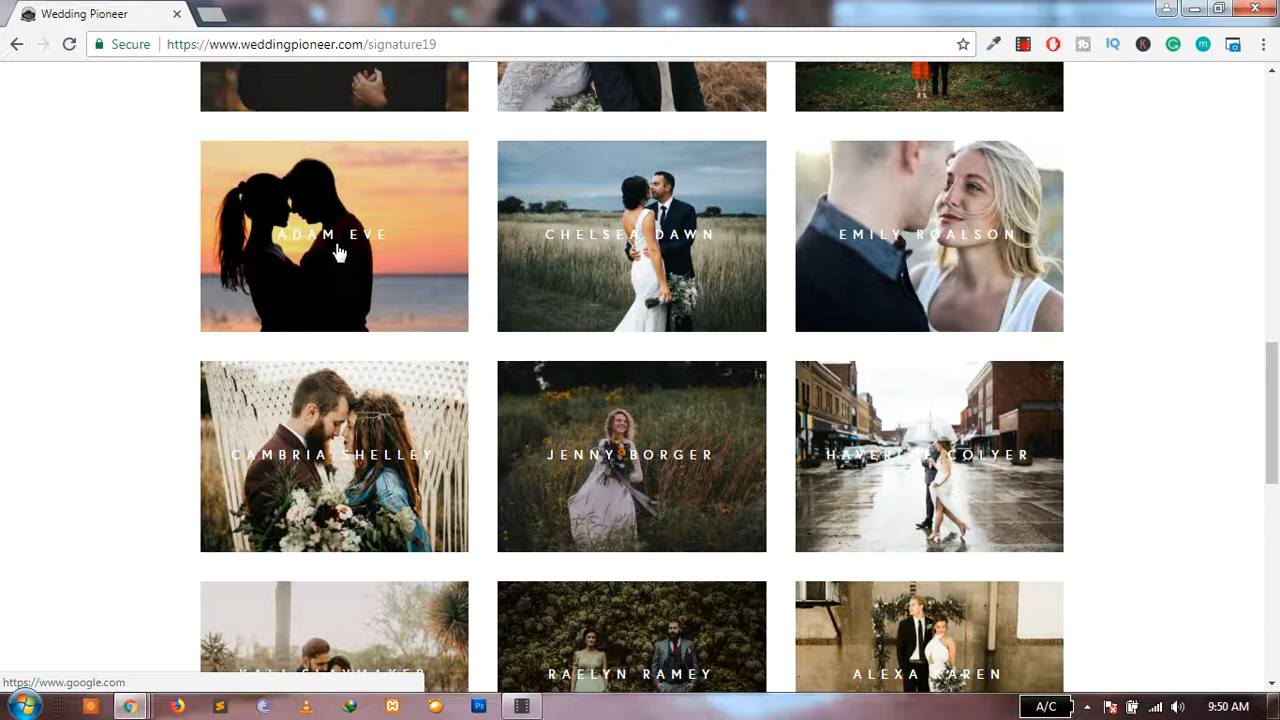 Wedding Pioneer
Secure
https://www.weddingpioneer.com/signature19
ADAM EVE
CHELSEA DAWN
EMILY ROALSON
CAMBRIA SHELLEY
JENNY BORGER
COLYER
RAELYN RAMEY
ALEXA KAREN
https://www.google.com
A/C
9:50 AM